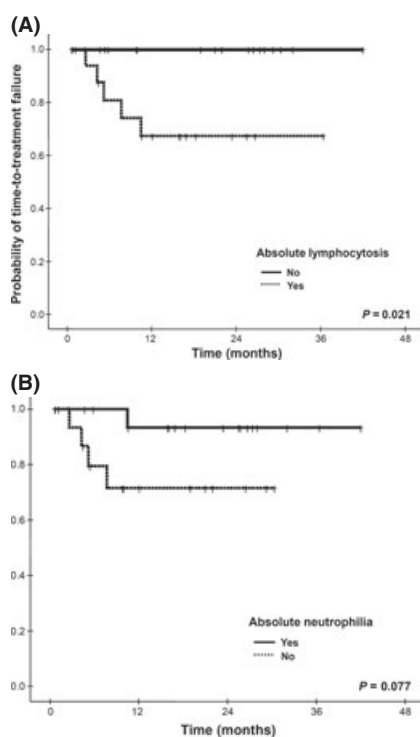 (A)
Probability of time-to-treatment failure
1.0
0.8
0.6
0.4
0.2
0.0
Absolute lymphocytosis
No
Yes
P = 0.021
0 12 24 36 48
Time (months)
(B)
1.0
0.8
0.6
0.4
0.2
0.0
Absolute neutrophilia
Yes
No
P = 0.077
0 12 24 36 48
Time (months)